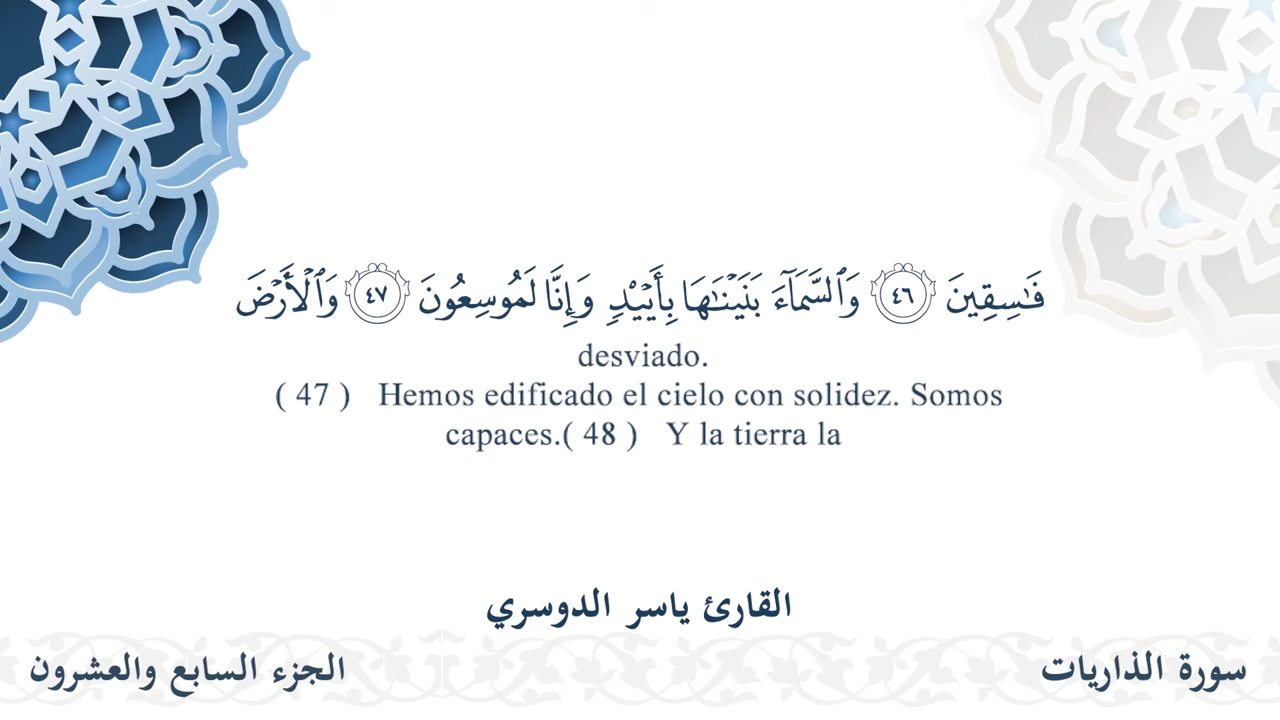 فَـٰسِقِينَ ٤٦ وَٱلسَّمَآءَ بَنَيْنَـٰهَا بِأَيْي۟دٍ وَإِنَّا لَمُوسِعُونَ ٤٧ وَٱلْأَرْضَ
desviado.
( 47 ) Hemos edificado el cielo con solidez. Somos
capaces.( 48 ) Y la tierra la
القارئ ياسر الدوسري
سورة الذاريات
الجزء السابع والعشرون